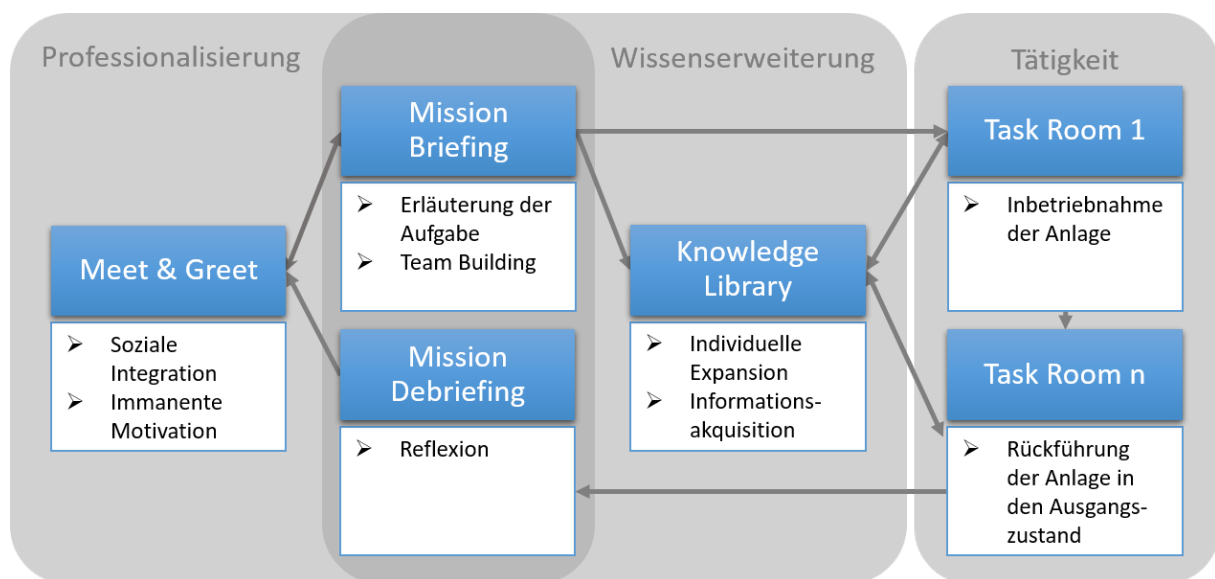 Professionalisierung
Wissenserweiterung
Tätigkeit
Meet & Greet
➢ Soziale
Integration
➢ Immanente
Motivation
Mission
Briefing
➢ Erläuterung der
Aufgabe
➢ Team Building
Mission
Debriefing
➢ Reflexion
Knowledge
Library
➢ Individuelle
Expansion
➢ Informations-
akquisition
Task Room 1
➢ Inbetriebnahme
der Anlage
Task Room n
➢ Rückführung
der Anlage in
den Ausgangs-
zustand